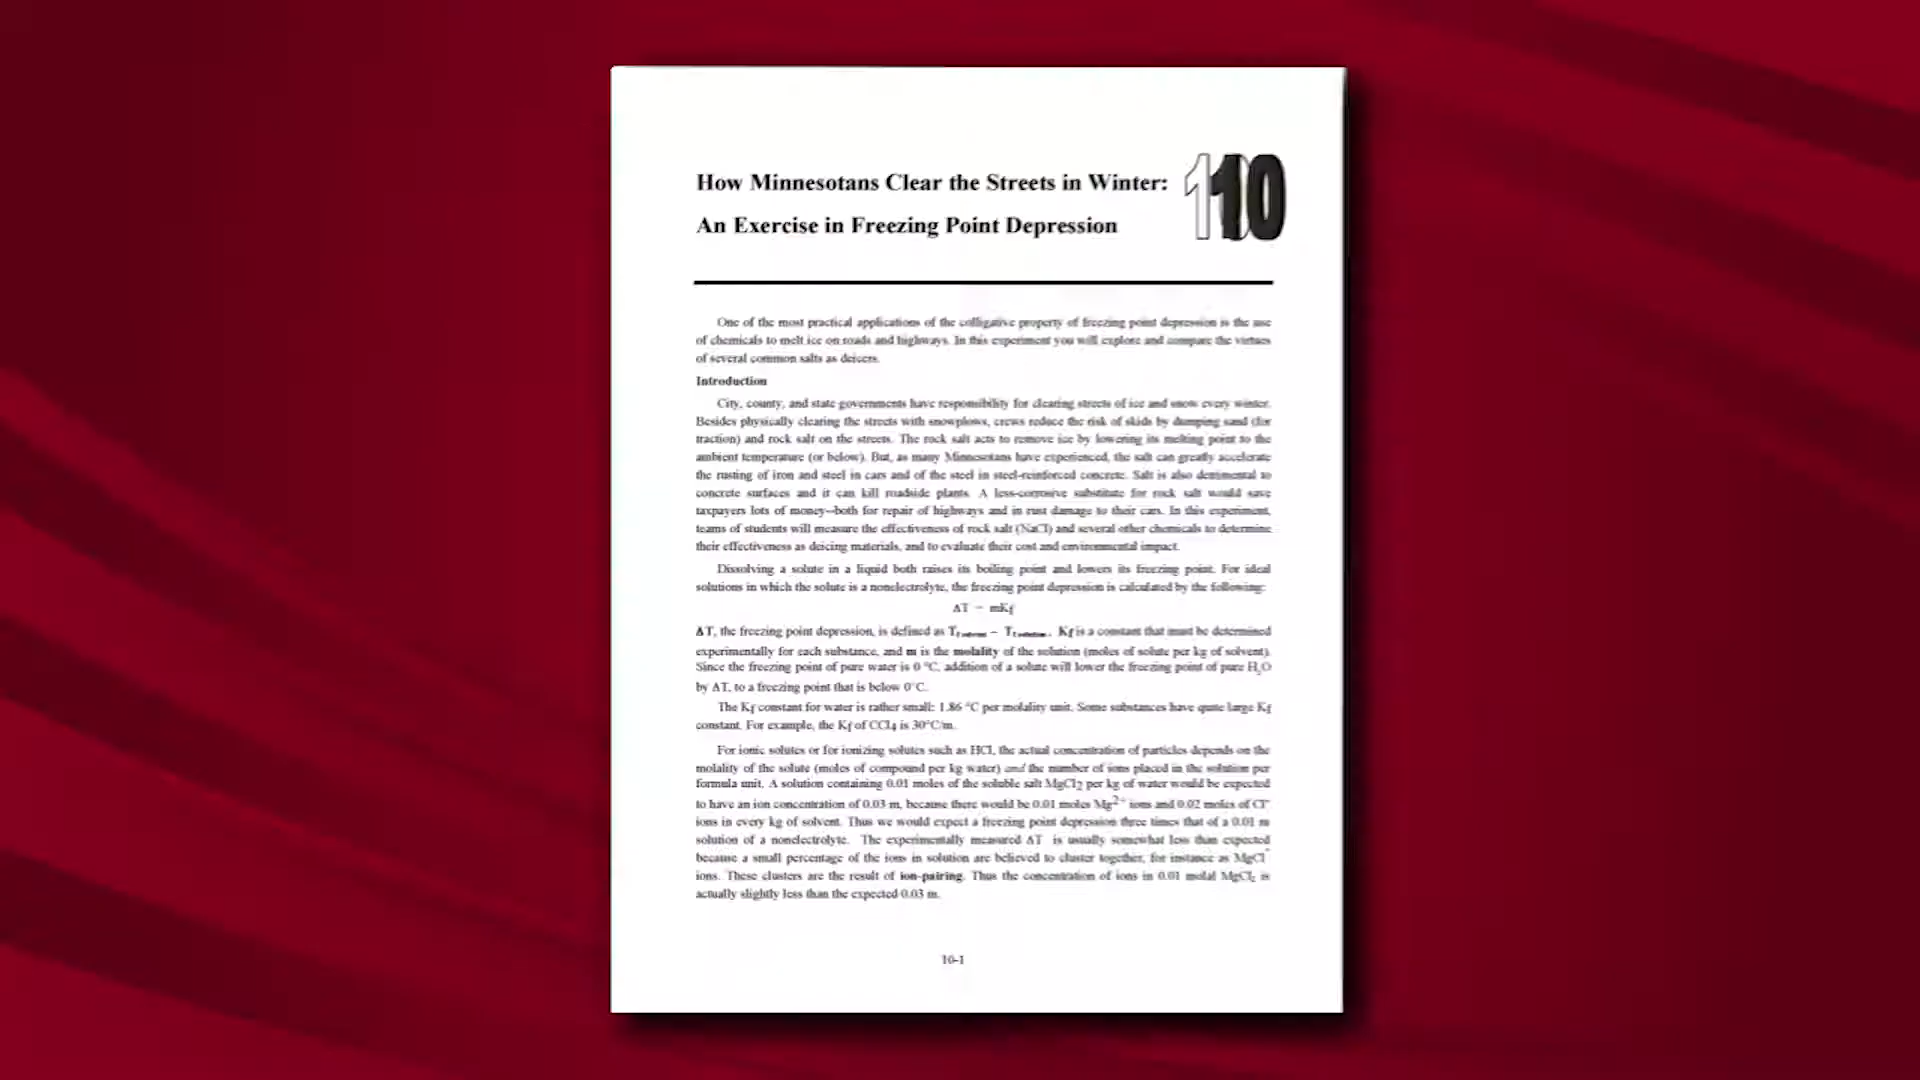 How Minnesotans Clear the Streets in Winter:
An Exercise in Freezing Point Depression
10
One of the most practical applications of the colligative property of freezing point depression is the use
of chemicals to melt ice on roads and highways. In this experiment you will explore and compare the virtues
of several common salts as deicers.
Introduction
City, county, and state governments have responsibility for clearing streets of ice and snow every winter.
Besides physically clearing the streets with snowplows, crews reduce the risk of skids by dumping sand (for
traction) and rock salt on the streets. The rock salt acts to remove ice by lowering its melting point to the
ambient temperature (or below). But, as many Minnesotans have experienced, the salt can greatly accelerate
the rusting of iron and steel in cars and of the steel in steel-reinforced concrete. Salt is also detrimental to
concrete surfaces and it can kill roadside plants. A less-corrosive substitute for rock salt would save
taxpayers lots of money--both for repair of highways and in rust damage to their cars. In this experiment,
teams of students will measure the effectiveness of rock salt (NaCl) and several other chemicals to determine
their effectiveness as deicing materials, and to evaluate their cost and environmental impact.
Dissolving a solute in a liquid both raises its boiling point and lowers its freezing point. For ideal
solutions in which the solute is a nonelectrolyte, the freezing point depression is calculated by the following:
ΔT = mKf
ΔT, the freezing point depression, is defined as Tf solvent – Tf solution. Kf is a constant that must be determined
experimentally for each substance, and m is the molality of the solution (moles of solute per kg of solvent).
Since the freezing point of pure water is 0 °C, addition of a solute will lower the freezing point of pure H2O
by ΔT, to a freezing point that is below 0°C.
The Kf constant for water is rather small: 1.86 °C per molality unit. Some substances have quite large Kf
constant. For example, the Kf of CCl4 is 30°C/m.
For ionic solutes or for ionizing solutes such as HCl, the actual concentration of particles depends on the
molality of the solute (moles of compound per kg water) and the number of ions placed in the solution per
formula unit. A solution containing 0.01 moles of the soluble salt MgCl2 per kg of water would be expected
to have an ion concentration of 0.03 m, because there would be 0.01 moles Mg2+ ions and 0.02 moles of Cl-
ions in every kg of solvent. Thus we would expect a freezing point depression three times that of a 0.01 m
solution of a nonelectrolyte. The experimentally measured ΔT is usually somewhat less than expected
because a small percentage of the ions in solution are believed to cluster together, for instance as MgCl+
ions. These clusters are the result of ion-pairing. Thus the concentration of ions in 0.01 molal MgCl2 is
actually slightly less than the expected 0.03 m.
10-1